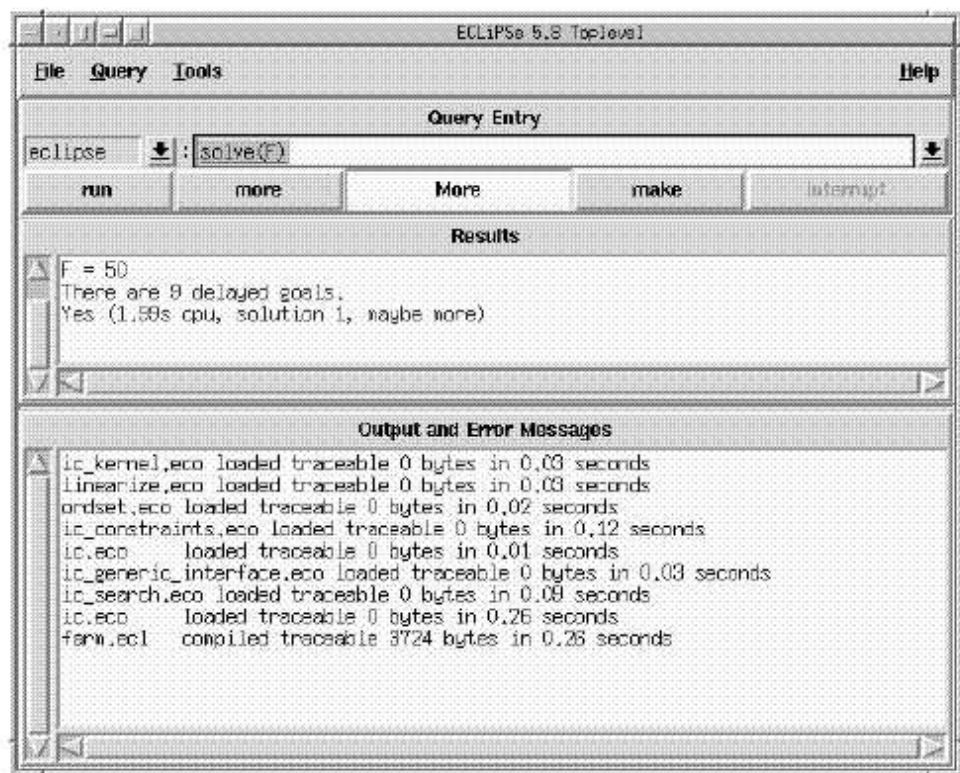 ECLiPSe 5.8 Toplevel
File Query Tools Help
Query Entry
eclipse : solve(F)
run more More make interrupt
Results
F = 50
There are 9 delayed goals.
Yes (1.99s cpu, solution 1, maybe more)
Output and Error Messages
ic_kernel.eco loaded traceable 0 bytes in 0.03 seconds
linearize.eco loaded traceable 0 bytes in 0.03 seconds
ordset.eco loaded traceable 0 bytes in 0.02 seconds
ic_constraints.eco loaded traceable 0 bytes in 0.12 seconds
ic.eco loaded traceable 0 bytes in 0.01 seconds
ic_generic_interface.eco loaded traceable 0 bytes in 0.03 seconds
ic_search.eco loaded traceable 0 bytes in 0.09 seconds
ic.eco loaded traceable 0 bytes in 0.26 seconds
farm.ecl compiled traceable 3724 bytes in 0.26 seconds